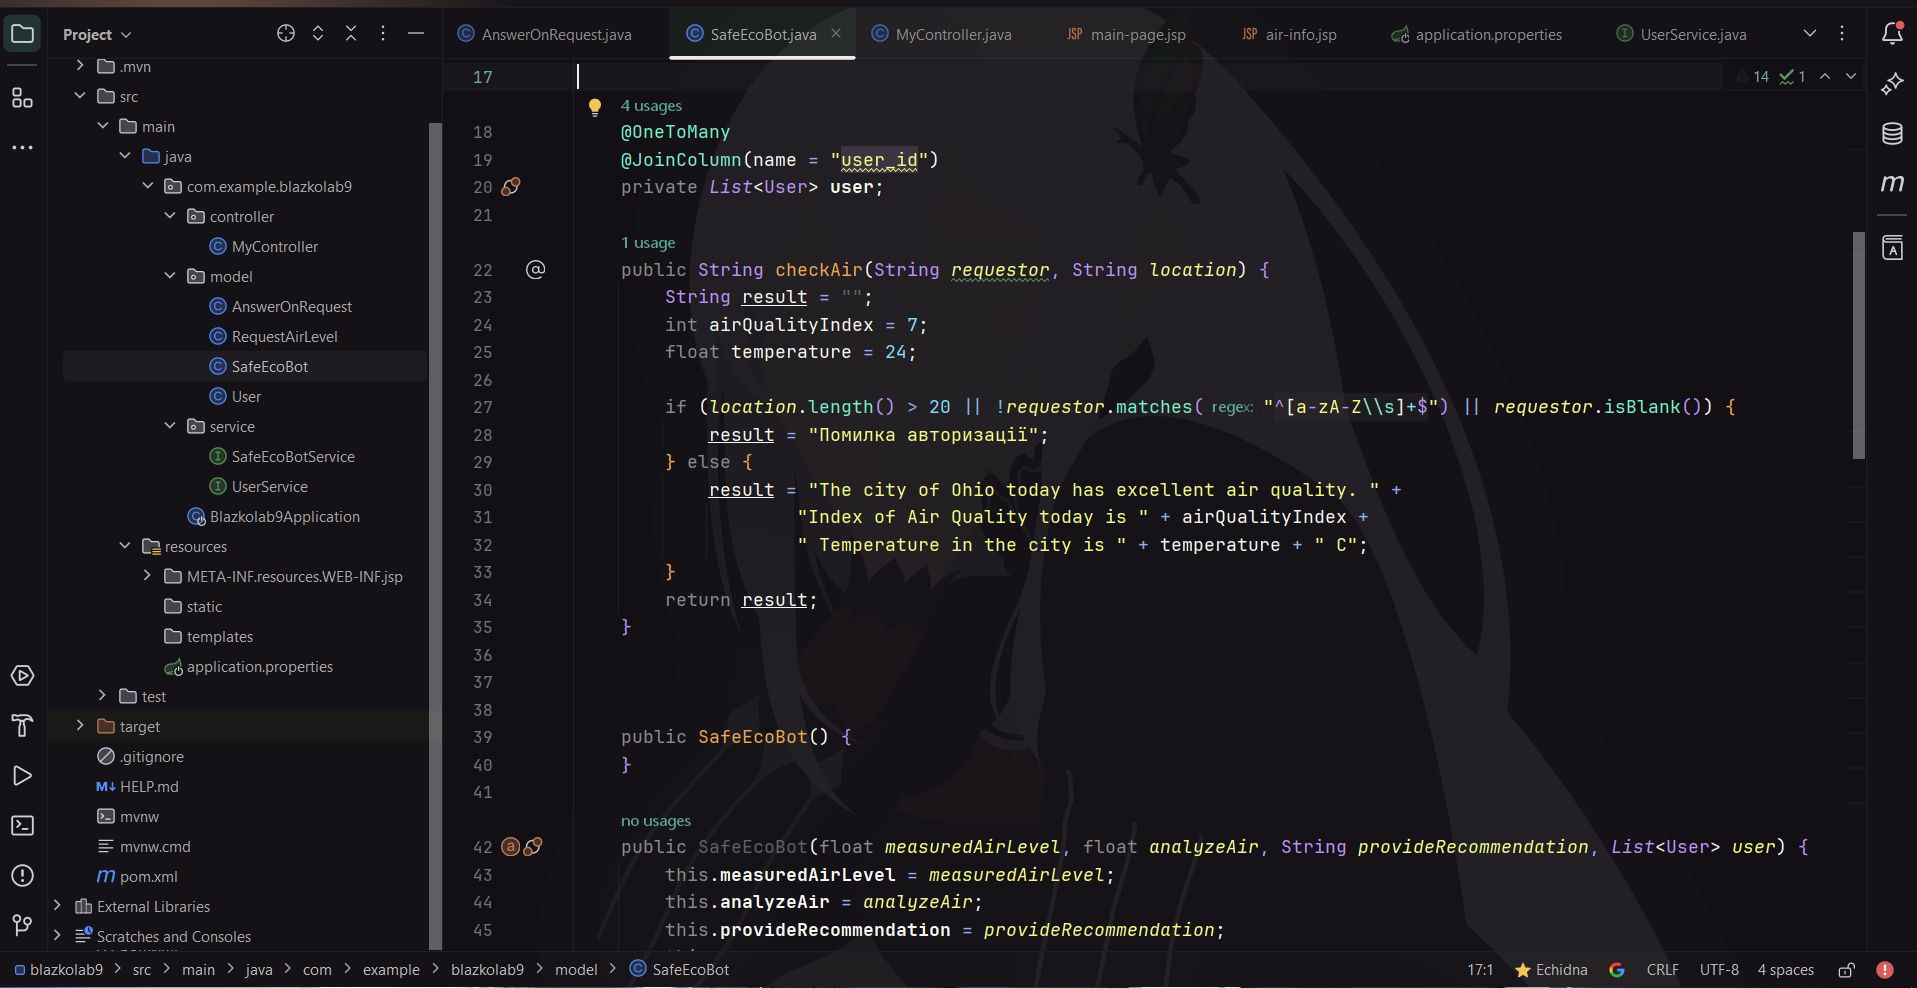 Project
AnswerOnRequest.java
SafeEcoBot.java
MyController.java
JSP main-page.jsp
JSP air-info.jsp
application.properties
UserService.java
.mvn
src
main
java
com.example.blazkolab9
controller
MyController
model
AnswerOnRequest
RequestAirLevel
SafeEcoBot
User
service
SafeEcoBotService
UserService
Blazkolab9Application
resources
META-INF.resources.WEB-INF.jsp
static
templates
application.properties
test
target
.gitignore
M↓ HELP.md
mvnw
mvnw.cmd
m pom.xml
External Libraries
Scratches and Consoles
17
14 1
4 usages
18 @OneToMany
19 @JoinColumn(name = "user_id")
20 private List<User> user;
21
1 usage
22 @ public String checkAir(String requestor, String location) {
23 String result = "";
24 int airQualityIndex = 7;
25 float temperature = 24;
26
27 if (location.length() > 20 || !requestor.matches( regex: "^[a-zA-Z\\s]+$") || requestor.isBlank()) {
28 result = "Помилка авторизації";
29 } else {
30 result = "The city of Ohio today has excellent air quality. " +
31 "Index of Air Quality today is " + airQualityIndex +
32 " Temperature in the city is " + temperature + " C";
33 }
34 return result;
35 }
36
37
38
39 public SafeEcoBot() {
40 }
41
no usages
42 a public SafeEcoBot(float measuredAirLevel, float analyzeAir, String provideRecommendation, List<User> user) {
43 this.measuredAirLevel = measuredAirLevel;
44 this.analyzeAir = analyzeAir;
45 this.provideRecommendation = provideRecommendation;
m
A
blazkolab9 > src > main > java > com > example > blazkolab9 > model > SafeEcoBot
17:1 Echidna G CRLF UTF-8 4 spaces